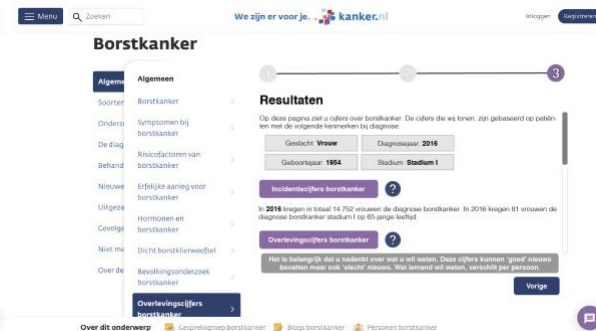 Menu
Zoeken
We zijn er voor je. kanker.nl
Inloggen
Registreren
Borstkanker
Algeme
Soorten
Onderz
De diag
Behand
Nieuwe
Uitgeza
Gevolge
Niet me
Over de
Algemeen
Borstkanker
Symptomen bij
borstkanker
Risicofactoren van
borstkanker
Erfelijke aanleg voor
borstkanker
Hormonen en
borstkanker
Dicht borstklierweefsel
Bevolkingsonderzoek
borstkanker
Overlevingscijfers
borstkanker
1
2
3
Resultaten
Op deze pagina ziet u cijfers over borstkanker. De cijfers die wij tonen, zijn gebaseerd op patiën-
ten met de volgende kenmerken bij diagnose:
Geslacht: Vrouw
Diagnosejaar: 2016
Geboortejaar: 1954
Stadium: Stadium I
Incidentiecijfers borstkanker
?
In 2016 kregen in totaal 14 752 vrouwen de diagnose borstkanker. In 2016 kregen 81 vrouwen de
diagnose borstkanker stadium I op 65-jarige leeftijd.
Overlevingscijfers borstkanker
?
Het is belangrijk dat u nadenkt over wat u wil weten. Deze cijfers kunnen 'goed' nieuws
bevatten maar ook 'slecht' nieuws. Wat iemand wil weten, verschilt per persoon.
Vorige
Over dit onderwerp
Gespreksgroep borstkanker
Blogs borstkanker
Personen borstkanker